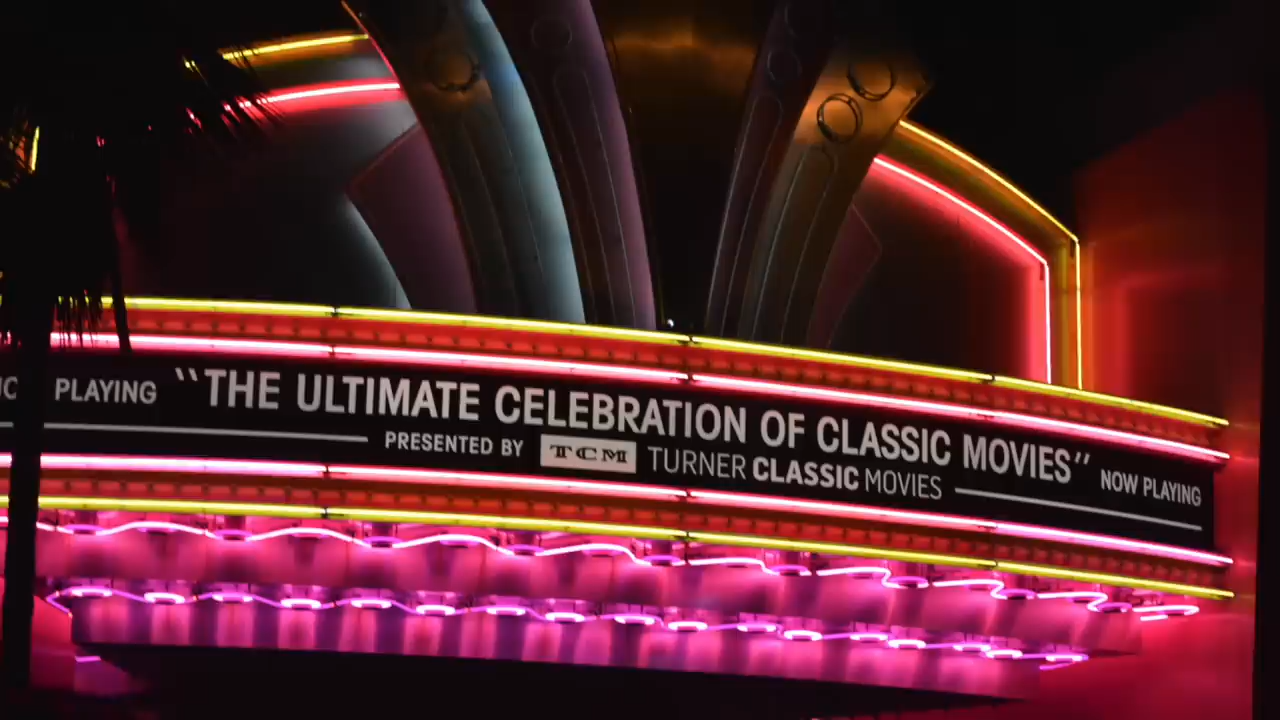 PLAYING "THE ULTIMATE CELEBRATION OF CLASSIC MOVIES" NOW PLAYING
PRESENTED BY TCM TURNER CLASSIC MOVIES